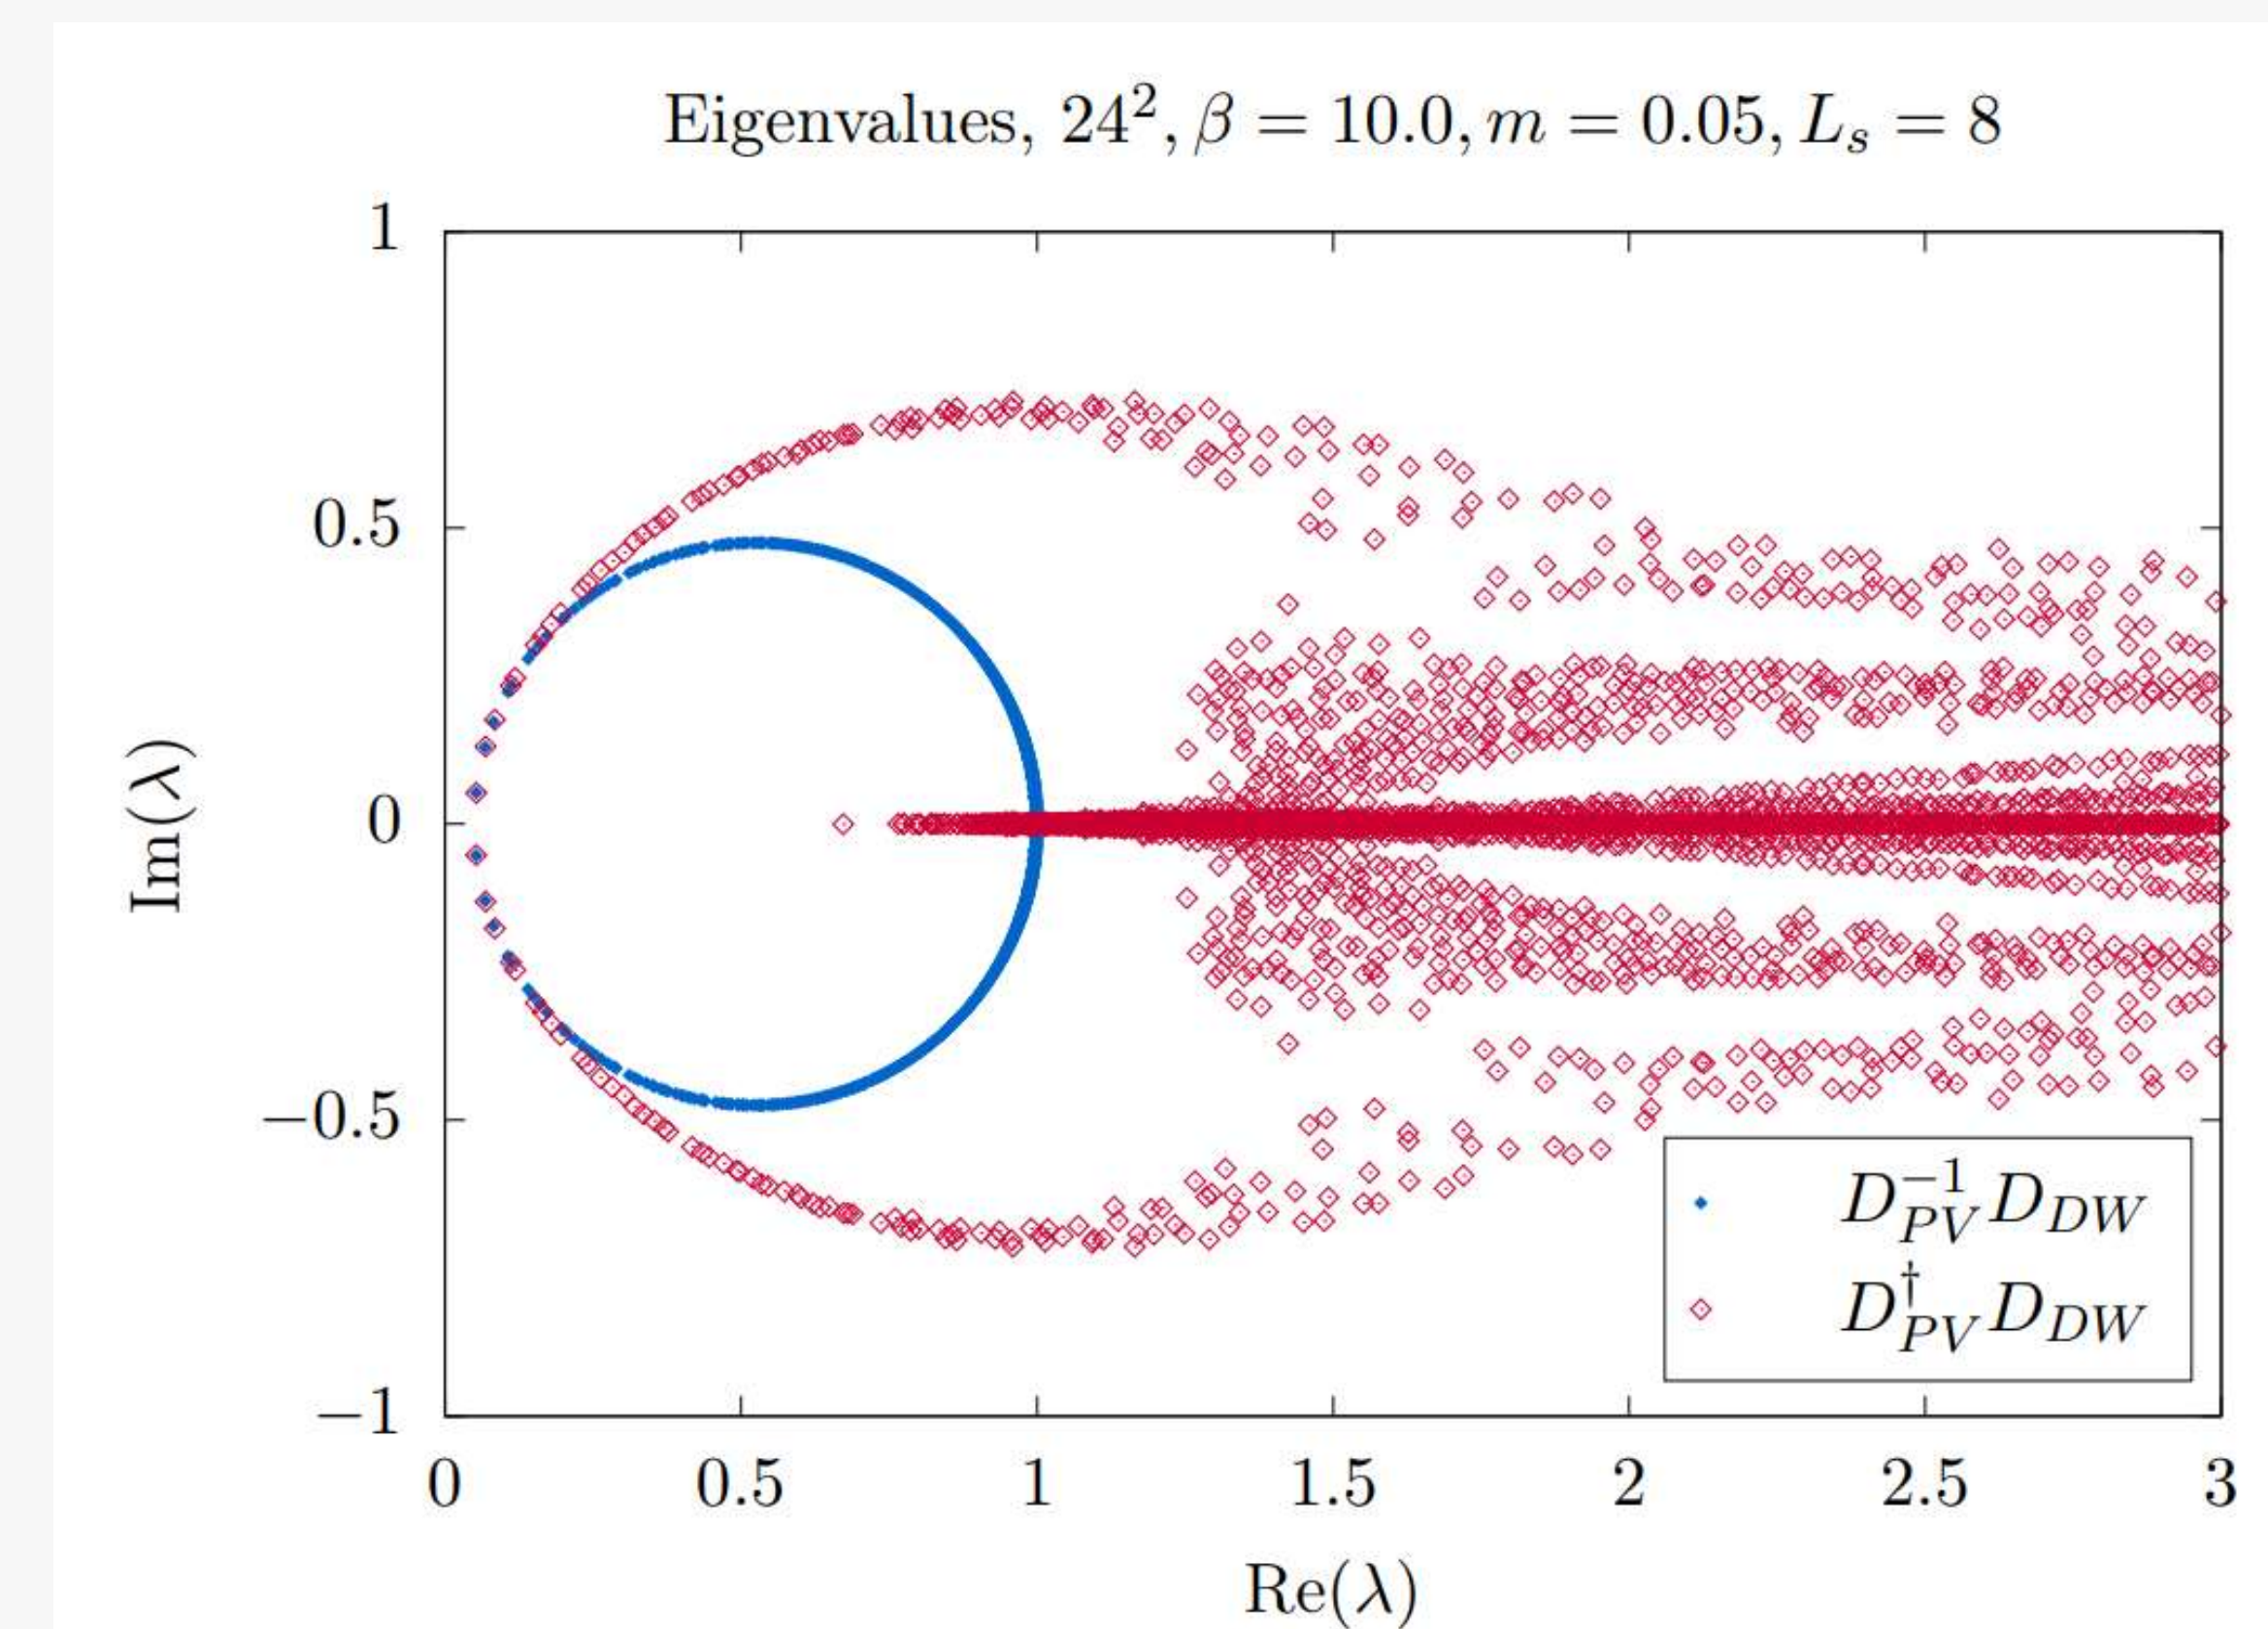 Eigenvalues, 24², β = 10.0, m = 0.05, Lₛ = 8
1
0.5
0
−0.5
−1
Im(λ)
0 0.5 1 1.5 2 2.5 3
Re(λ)
D_{PV}^{-1} D_{DW}
D_{PV}^{†} D_{DW}